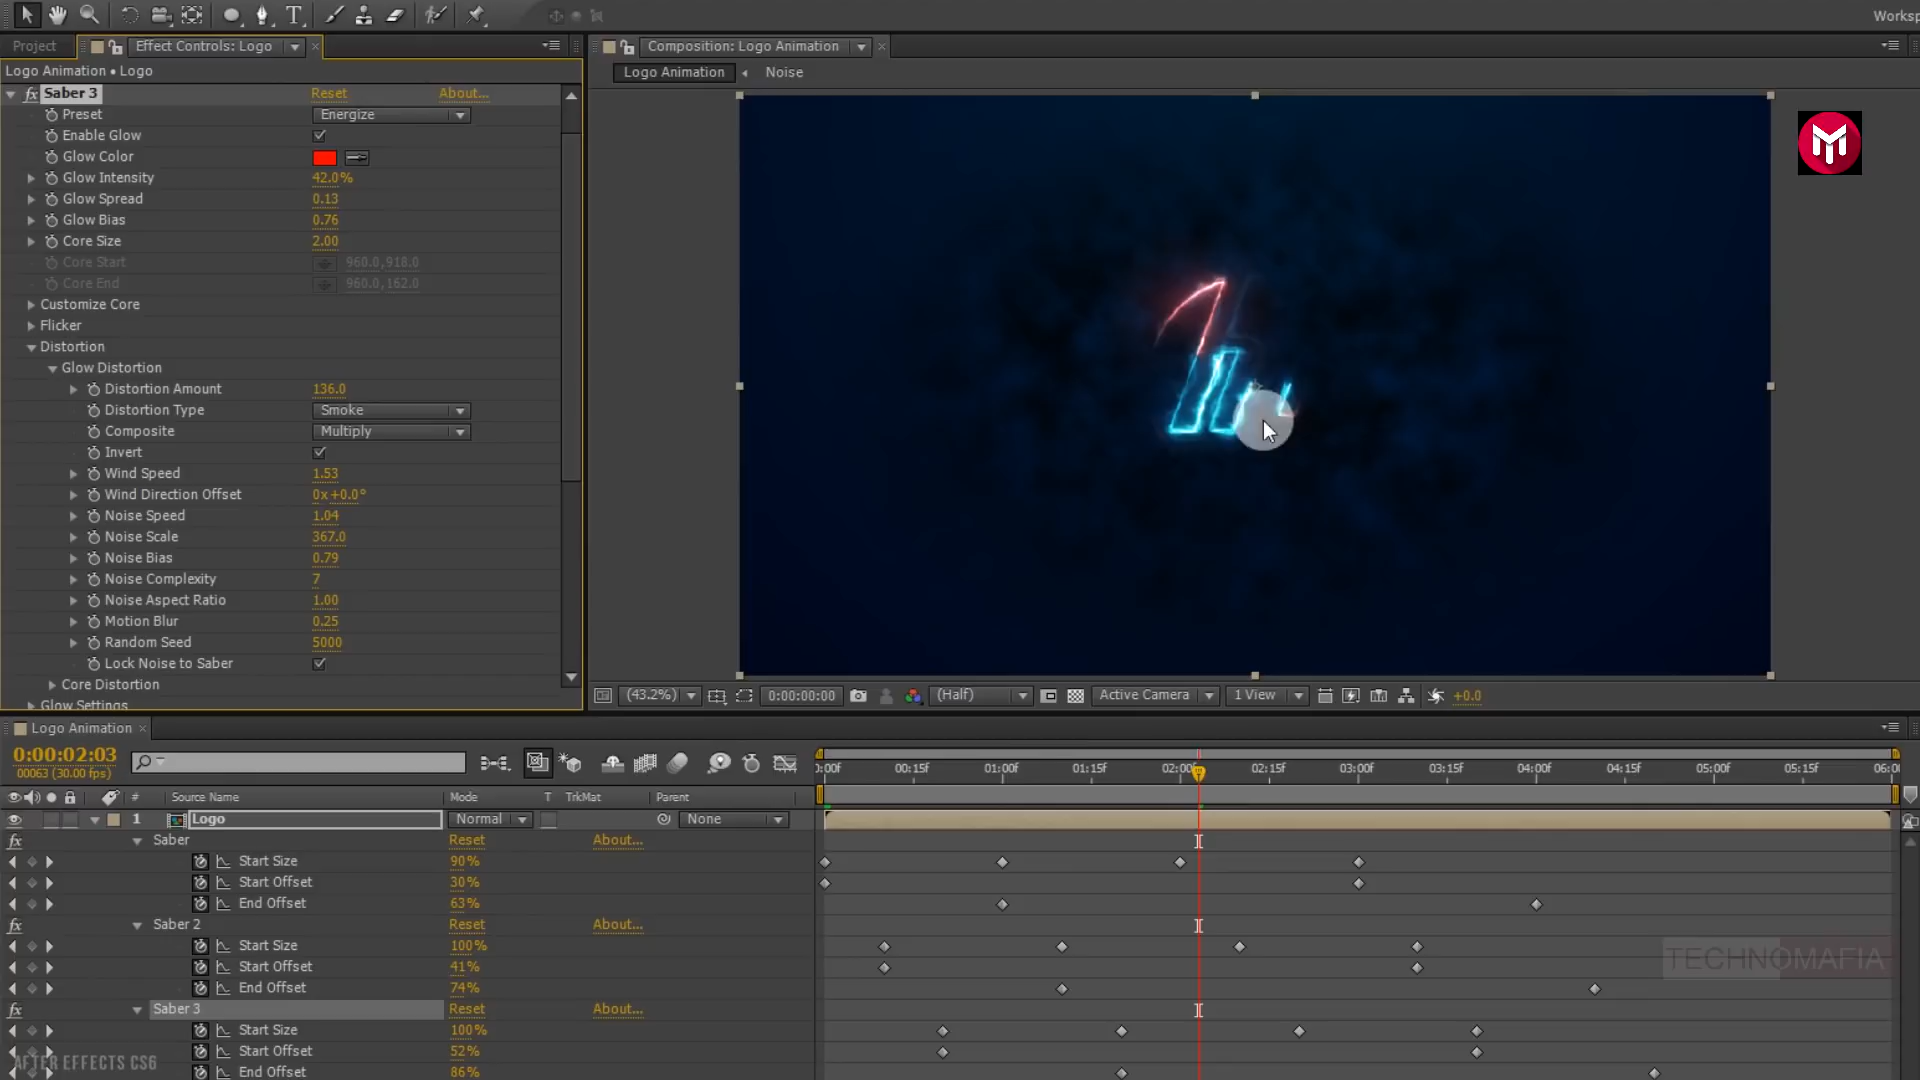 Works
Project
Effect Controls: Logo
Composition: Logo Animation
Logo Animation • Logo
Logo Animation
Noise
fx Saber 3 Reset About...
Preset Energize
Enable Glow
Glow Color
Glow Intensity 42.0%
Glow Spread 0.13
Glow Bias 0.76
Core Size 2.00
Core Start 960.0,918.0
Core End 960.0,162.0
Customize Core
Flicker
Distortion
Glow Distortion
Distortion Amount 136.0
Distortion Type Smoke
Composite Multiply
Invert
Wind Speed 1.53
Wind Direction Offset 0x+0.0°
Noise Speed 1.04
Noise Scale 367.0
Noise Bias 0.79
Noise Complexity 7
Noise Aspect Ratio 1.00
Motion Blur 0.25
Random Seed 5000
Lock Noise to Saber
Core Distortion
Glow Settings
(43.2%) 0:00:00:00 (Half) Active Camera 1 View +0.0
Logo Animation
0:00:02:03
00063 (30.00 fps)
:00f 00:15f 01:00f 01:15f 02:00f 02:15f 03:00f 03:15f 04:00f 04:15f 05:00f 05:15f 06:0
# Source Name Mode T TrkMat Parent
1 Logo Normal None
fx Saber Reset About...
Start Size 90%
Start Offset 30%
End Offset 63%
fx Saber 2 Reset About...
Start Size 100%
Start Offset 41%
TECHNOMAFIA
End Offset 74%
fx Saber 3 Reset About...
Start Size 100%
Start Offset 52%
AFTER EFFECTS CS6
End Offset 86%